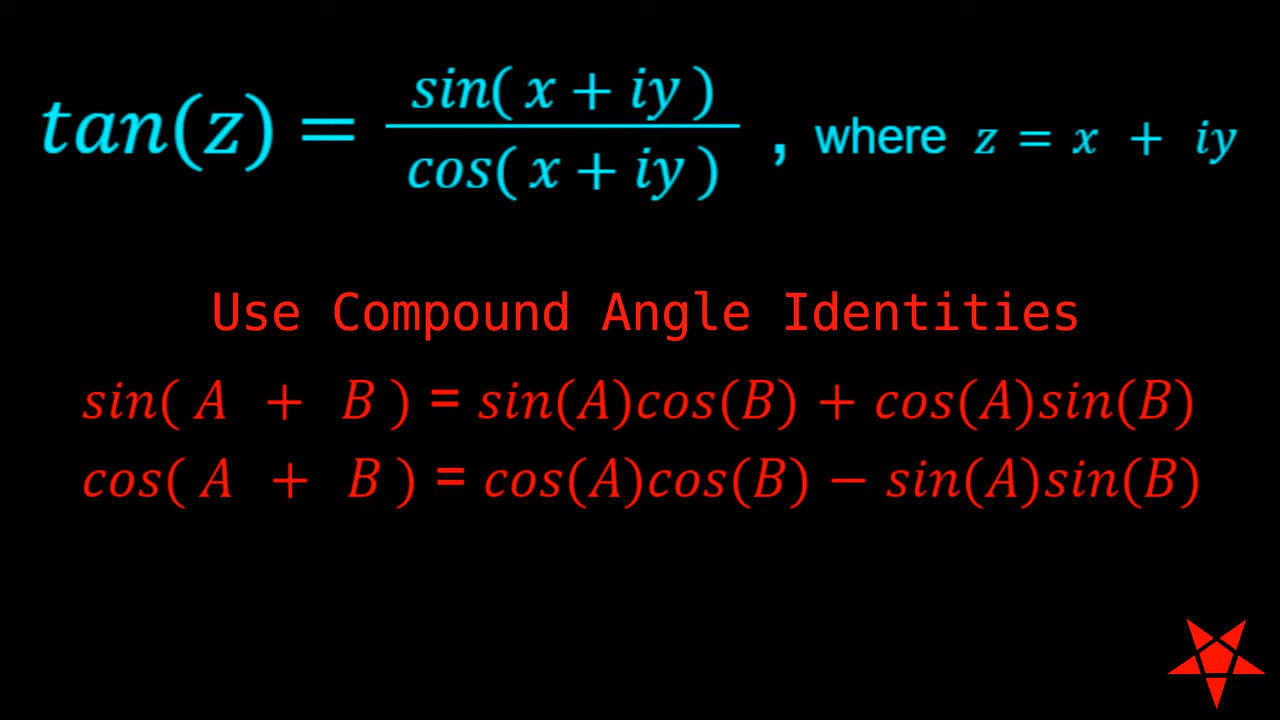 tan(z) = sin( x + iy ) / cos( x + iy ) , where z = x + iy
Use Compound Angle Identities
sin( A + B ) = sin(A)cos(B) + cos(A)sin(B)
cos( A + B ) = cos(A)cos(B) − sin(A)sin(B)